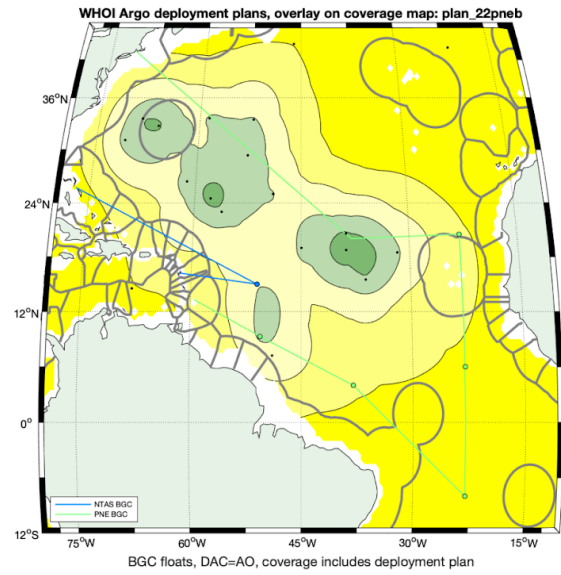 WHOI Argo deployment plans, overlay on coverage map: plan_22pneb
36°N
24°N
12°N
0°
12°S
75°W
60°W
45°W
30°W
15°W
NTAS BGC
PNE BGC
BGC floats, DAC=AO, coverage includes deployment plan